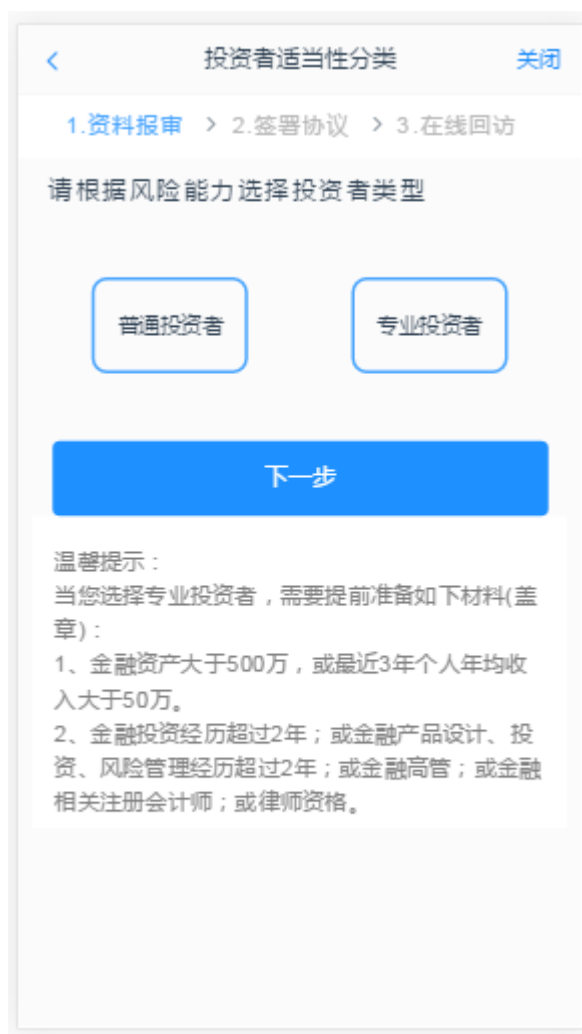 投资者适当性分类 关闭
1.资料报审 > 2.签署协议 > 3.在线回访
请根据风险能力选择投资者类型
普通投资者 专业投资者
下一步
温馨提示：
当您选择专业投资者，需要提前准备如下材料(盖
章)：
1、金融资产大于500万，或最近3年个人年均收
入大于50万。
2、金融投资经历超过2年；或金融产品设计、投
资、风险管理经历超过2年；或金融高管；或金融
相关注册会计师；或律师资格。